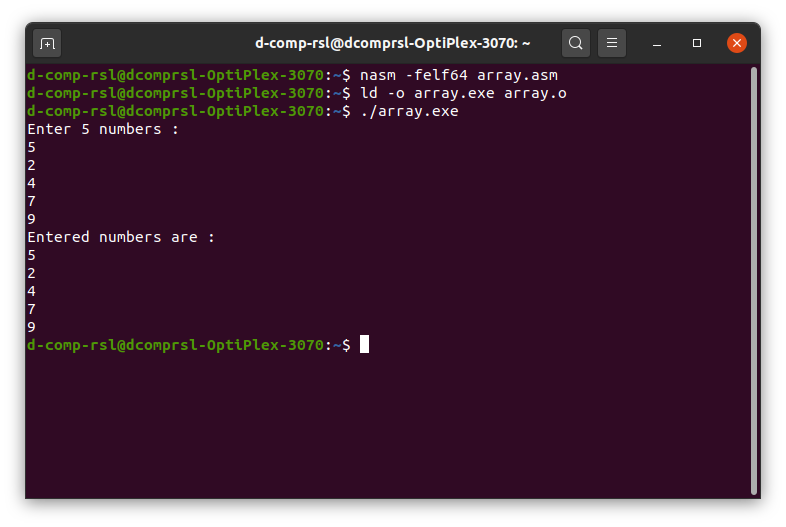 d-comp-rsl@dcomprsl-OptiPlex-3070: ~
d-comp-rsl@dcomprsl-OptiPlex-3070:~$ nasm -felf64 array.asm
d-comp-rsl@dcomprsl-OptiPlex-3070:~$ ld -o array.exe array.o
d-comp-rsl@dcomprsl-OptiPlex-3070:~$ ./array.exe
Enter 5 numbers :
5
2
4
7
9
Entered numbers are :
5
2
4
7
9
d-comp-rsl@dcomprsl-OptiPlex-3070:~$